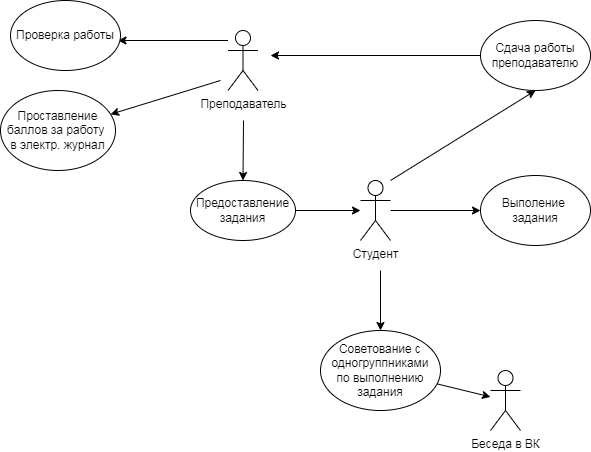 Проверка работы
Сдача работы
преподавателю
Преподаватель
Проставление
баллов за работу
в электр. журнал
Предоставление
задания
Выполение
задания
Студент
Советование с
одногруппниками
по выполнению
задания
Беседа в ВК